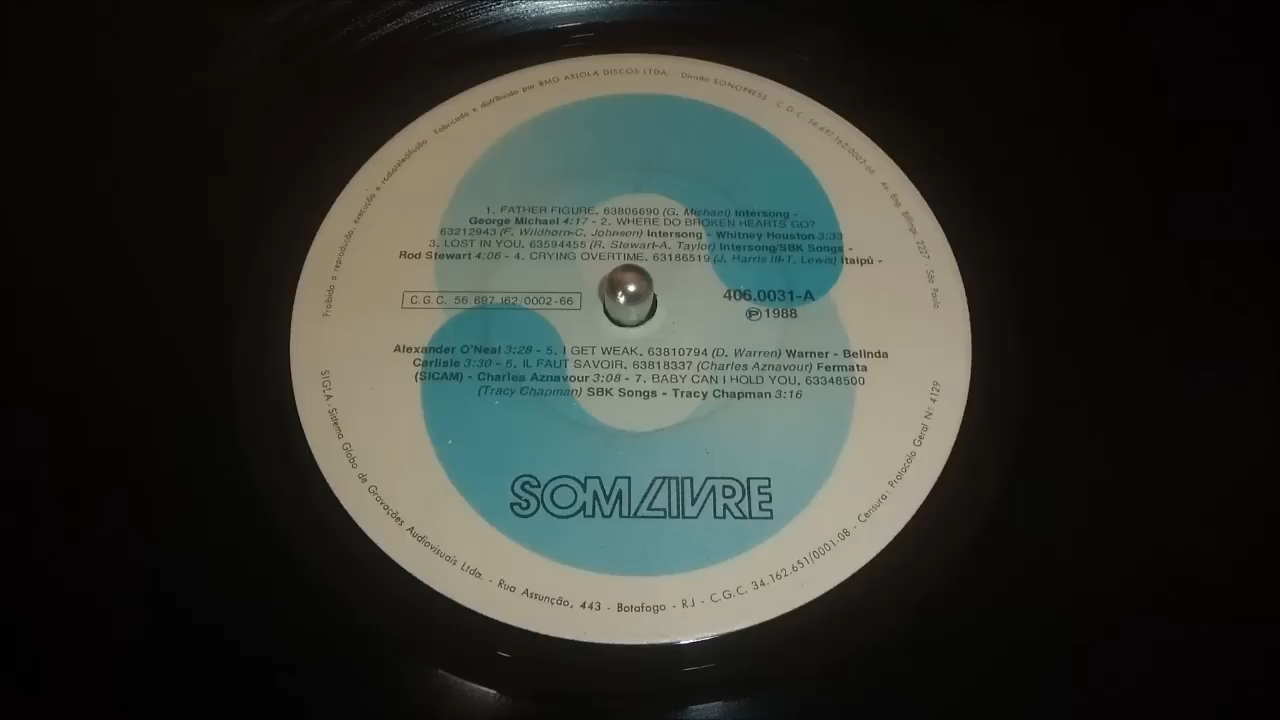 Proibida a reprodução, execução e radioteledifusão Fabricado e distribuído por BMG ARIOLA DISCOS LTDA. Divisão SONOPRESS C.G.C. 56.697.162/0002-66 Av. Eng. Billings, 2227 - São Paulo
1. FATHER FIGURE. 63806690 (G. Michael) Intersong -
George Michael 4:17 - 2. WHERE DO BROKEN HEARTS GO?
63212943 (F. Wildhorn-C. Johnson) Intersong - Whitney Houston 3:33
3. LOST IN YOU. 63594455 (R. Stewart-A. Taylor) Intersong/SBK Songs -
Rod Stewart 4:06 - 4. CRYING OVERTIME. 63186519 (J. Harris III-T. Lewis) Itaipú -
C.G.C. 56.697.162/0002-66
406.0031-A
Ⓟ 1988
Alexander O'Neal 3:28 - 5. I GET WEAK. 63810794 (D. Warren) Warner - Belinda
Carlisle 3:30 - 6. IL FAUT SAVOIR. 63818337 (Charles Aznavour) Fermata
(SICAM) - Charles Aznavour 3:08 - 7. BABY CAN I HOLD YOU. 63348500
(Tracy Chapman) SBK Songs - Tracy Chapman 3:16
SOM LIVRE
SIGLA - Sistema Globo de Gravações Audiovisuais Ltda. - Rua Assunção, 443 - Botafogo - RJ - C.G.C. 34.162.651/0001-08 - Censura: Protocolo Geral Nº 4.129